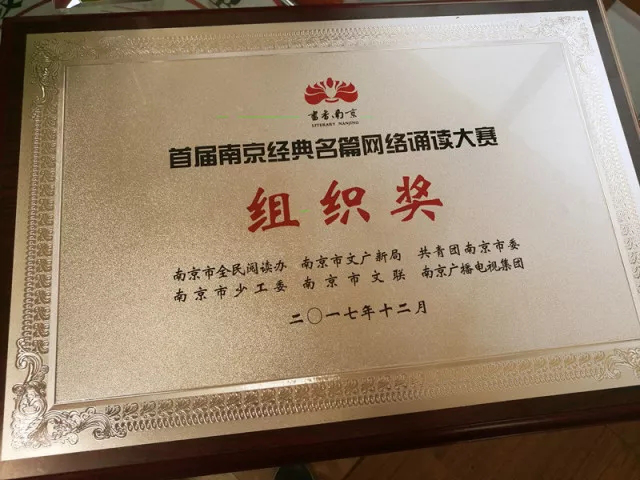 书香南京
LITERARY NANJING
首届南京经典名篇网络诵读大赛
组织奖
南京市全民阅读办 南京市文广新局 共青团南京市委
南京市少工委 南京市文联 南京广播电视集团
二〇一七年十二月